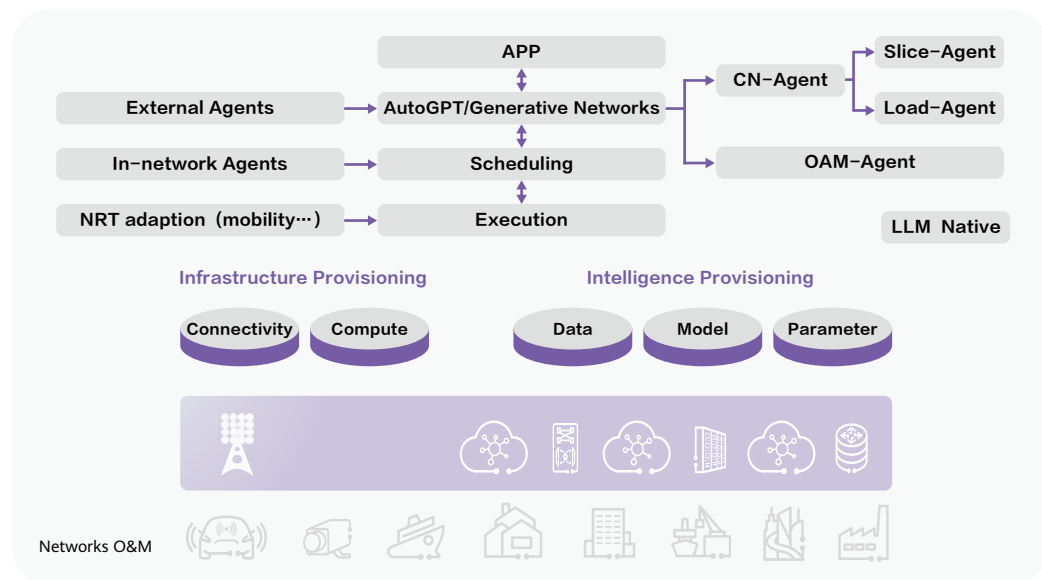 APP
External Agents
AutoGPT/Generative Networks
In-network Agents
Scheduling
NRT adaption (mobility…)
Execution
CN-Agent
Slice-Agent
Load-Agent
OAM-Agent
LLM Native
Infrastructure Provisioning
Intelligence Provisioning
Connectivity
Compute
Data
Model
Parameter
Networks O&M